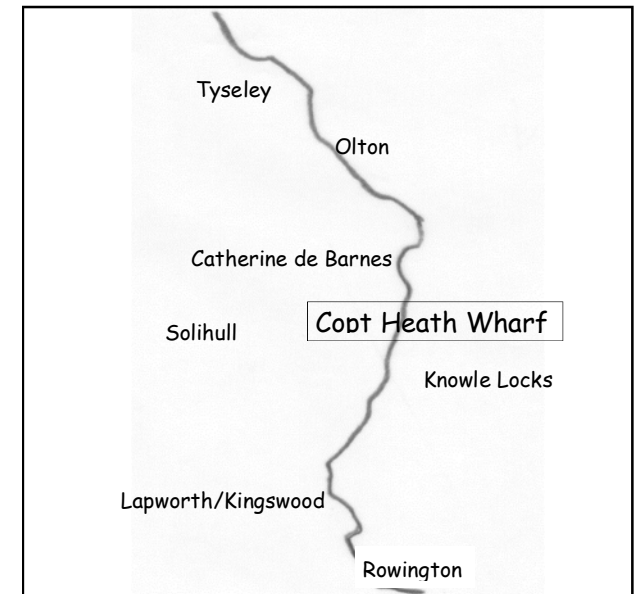 Tyseley
Olton
Catherine de Barnes
Copt Heath Wharf
Solihull
Knowle Locks
Lapworth/Kingswood
Rowington